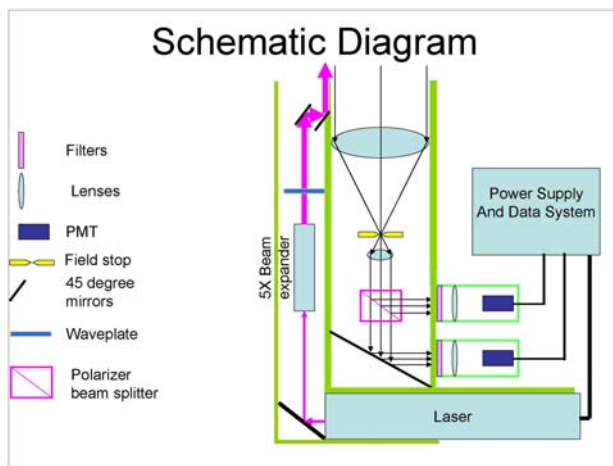 Schematic Diagram
Filters
Lenses
PMT
Field stop
45 degree
mirrors
Waveplate
Polarizer
beam splitter
5X Beam
expander
Power Supply
And Data System
Laser